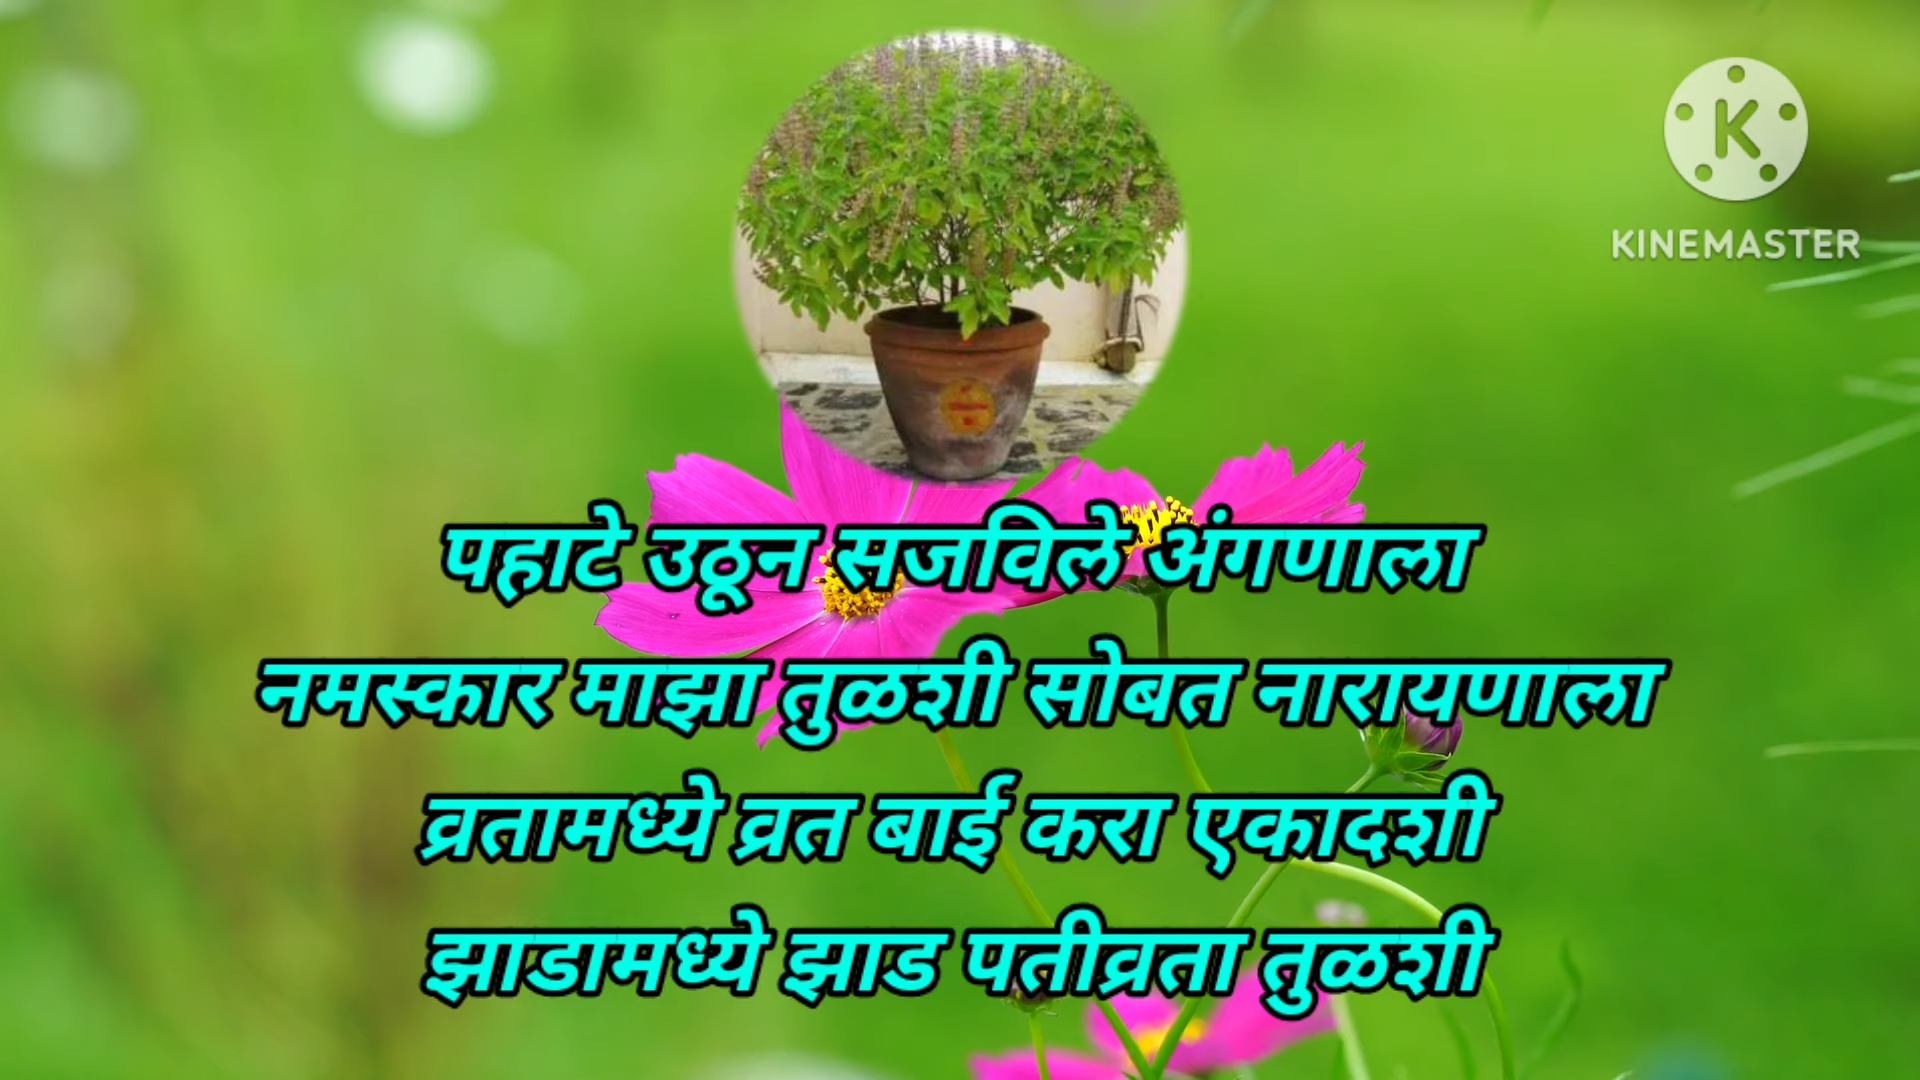 K
KINEMASTER
पहाटे उठून सजविले अंगणाला
नमस्कार माझा तुळशी सोबत नारायणाला
व्रतामध्ये व्रत बाई करा एकादशी
झाडामध्ये झाड पतीव्रता तुळशी